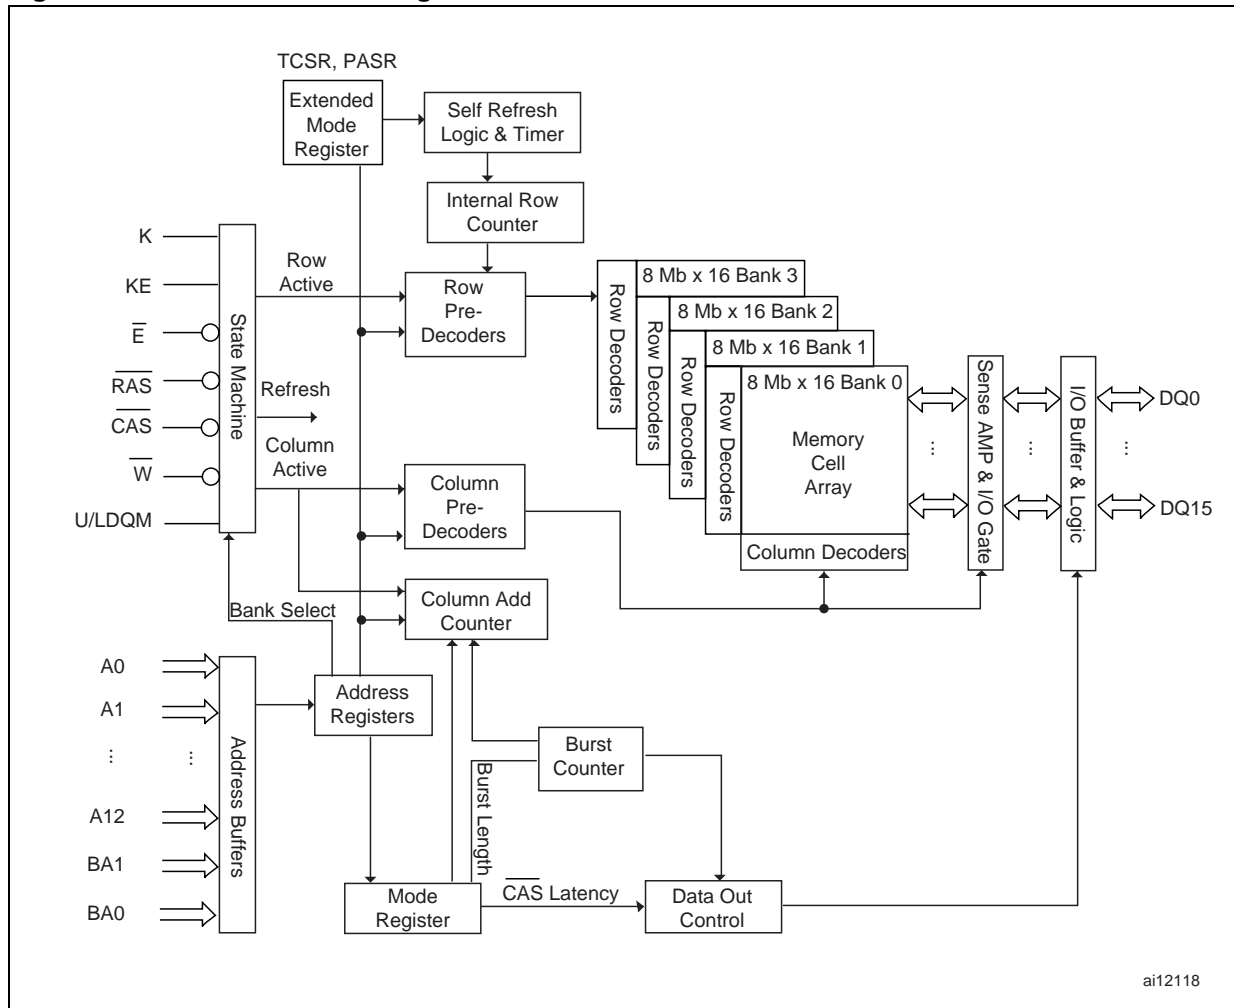 TCSR, PASR
Extended
Mode
Register
Self Refresh
Logic & Timer
Internal Row
Counter
K
KE
E̅
R̅A̅S̅
C̅A̅S̅
W̅
U/LDQM
State Machine
Row
Active
Refresh
Column
Active
Row
Pre-
Decoders
Column
Pre-
Decoders
Column Add
Counter
Row Decoders
8 Mb x 16 Bank 3
Row Decoders
8 Mb x 16 Bank 2
Row Decoders
8 Mb x 16 Bank 1
Row Decoders
8 Mb x 16 Bank 0
Memory
Cell
Array
Column Decoders
...
Sense AMP & I/O Gate
...
I/O Buffer & Logic
DQ0
...
DQ15
Bank Select
A0
A1
...
...
A12
BA1
BA0
Address Buffers
Address
Registers
Burst
Counter
Burst Length
Mode
Register
C̅A̅S̅ Latency
Data Out
Control
ai12118